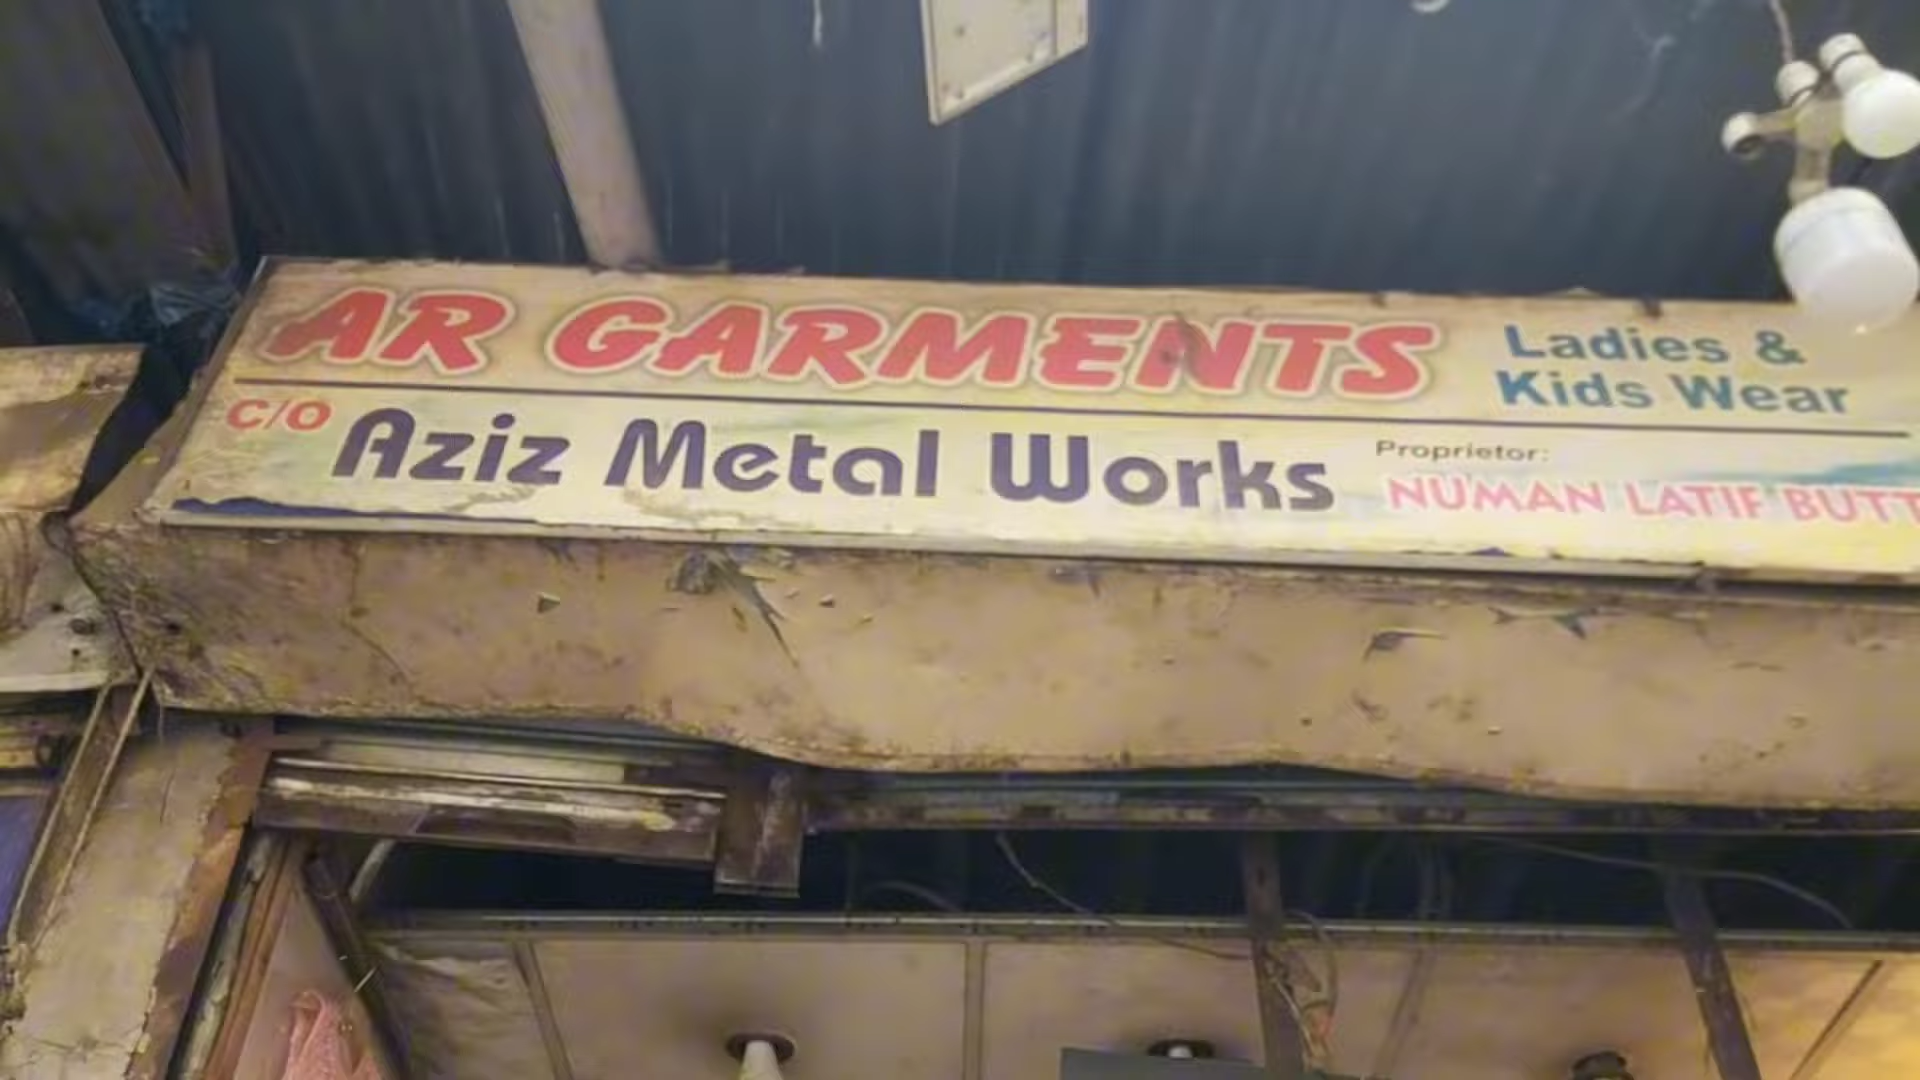 AR GARMENTS
Ladies &
Kids Wear
C/O Aziz Metal Works
Proprietor:
NUMAN LATIF BUTT